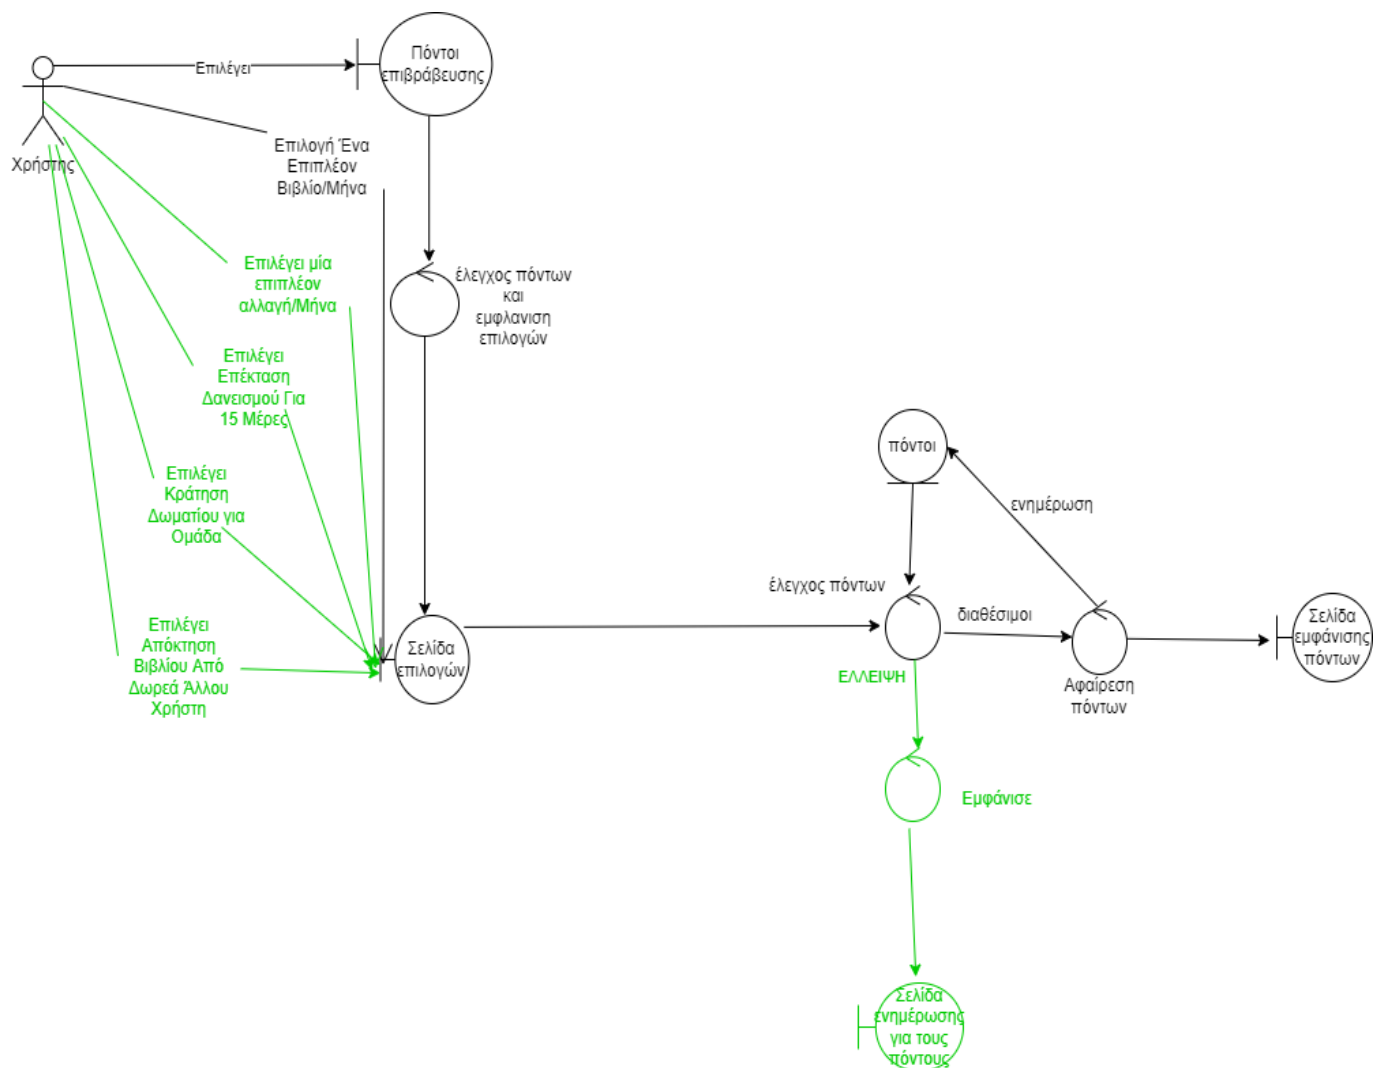 Πόντοι
επιβράβευσης
Επιλέγει
Χρήστης
Επιλογή Ένα
Επιπλέον
Βιβλίο/Μήνα
Επιλέγει μία
επιπλέον
αλλαγή/Μήνα
έλεγχος πόντων
και
εμφλανιση
επιλογών
Επιλέγει
Επέκταση
Δανεισμού Για
15 Μέρες
Επιλέγει
Κράτηση
Δωματίου για
Ομάδα
Επιλέγει
Απόκτηση
Βιβλίου Από
Δωρεά Άλλου
Χρήστη
Σελίδα
επιλογών
πόντοι
ενημέρωση
έλεγχος πόντων
διαθέσιμοι
Αφαίρεση
πόντων
Σελίδα
εμφάνισης
πόντων
ΕΛΛΕΙΨΗ
Εμφάνισε
Σελίδα
ενημέρωσης
για τους
πόντους